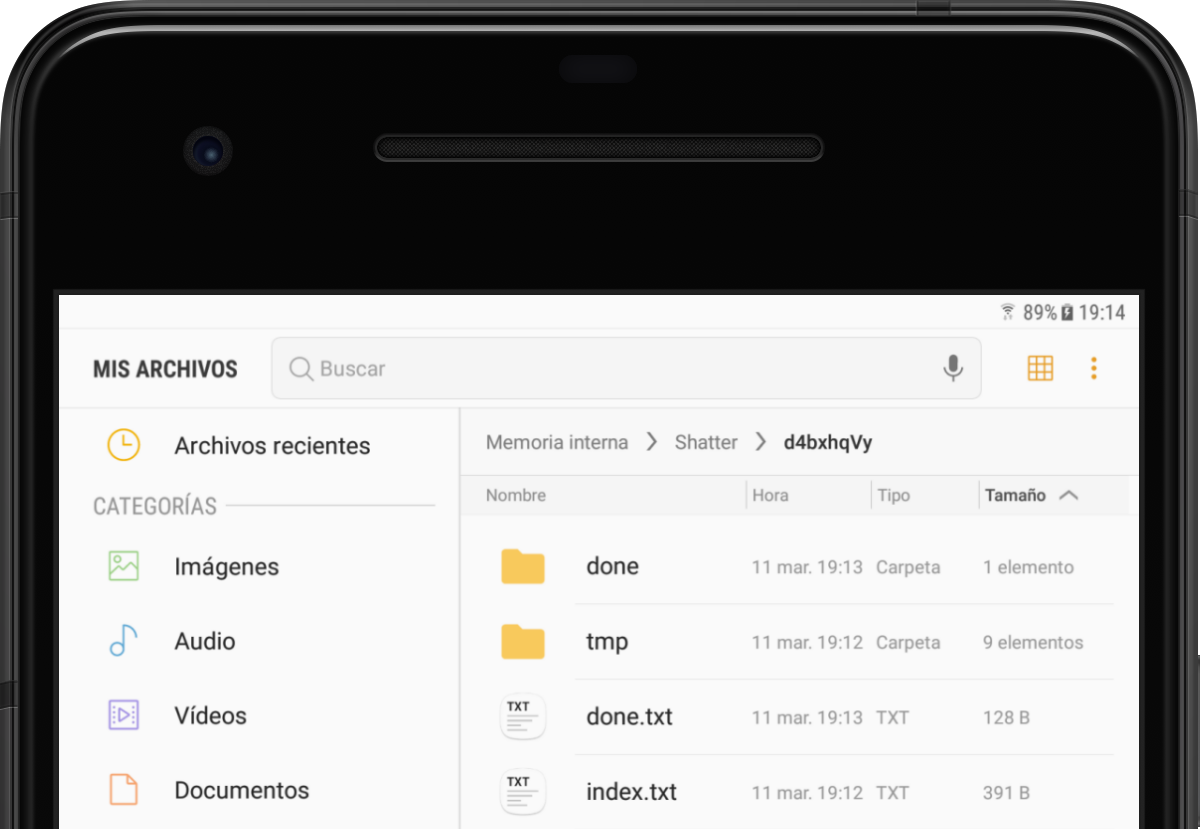 89% 19:14
MIS ARCHIVOS
Buscar
Archivos recientes
CATEGORÍAS
Imágenes
Audio
Vídeos
Documentos
Memoria interna > Shatter > d4bxhqVy
Nombre Hora Tipo Tamaño
done 11 mar. 19:13 Carpeta 1 elemento
tmp 11 mar. 19:12 Carpeta 9 elementos
TXT done.txt 11 mar. 19:13 TXT 128 B
TXT index.txt 11 mar. 19:12 TXT 391 B